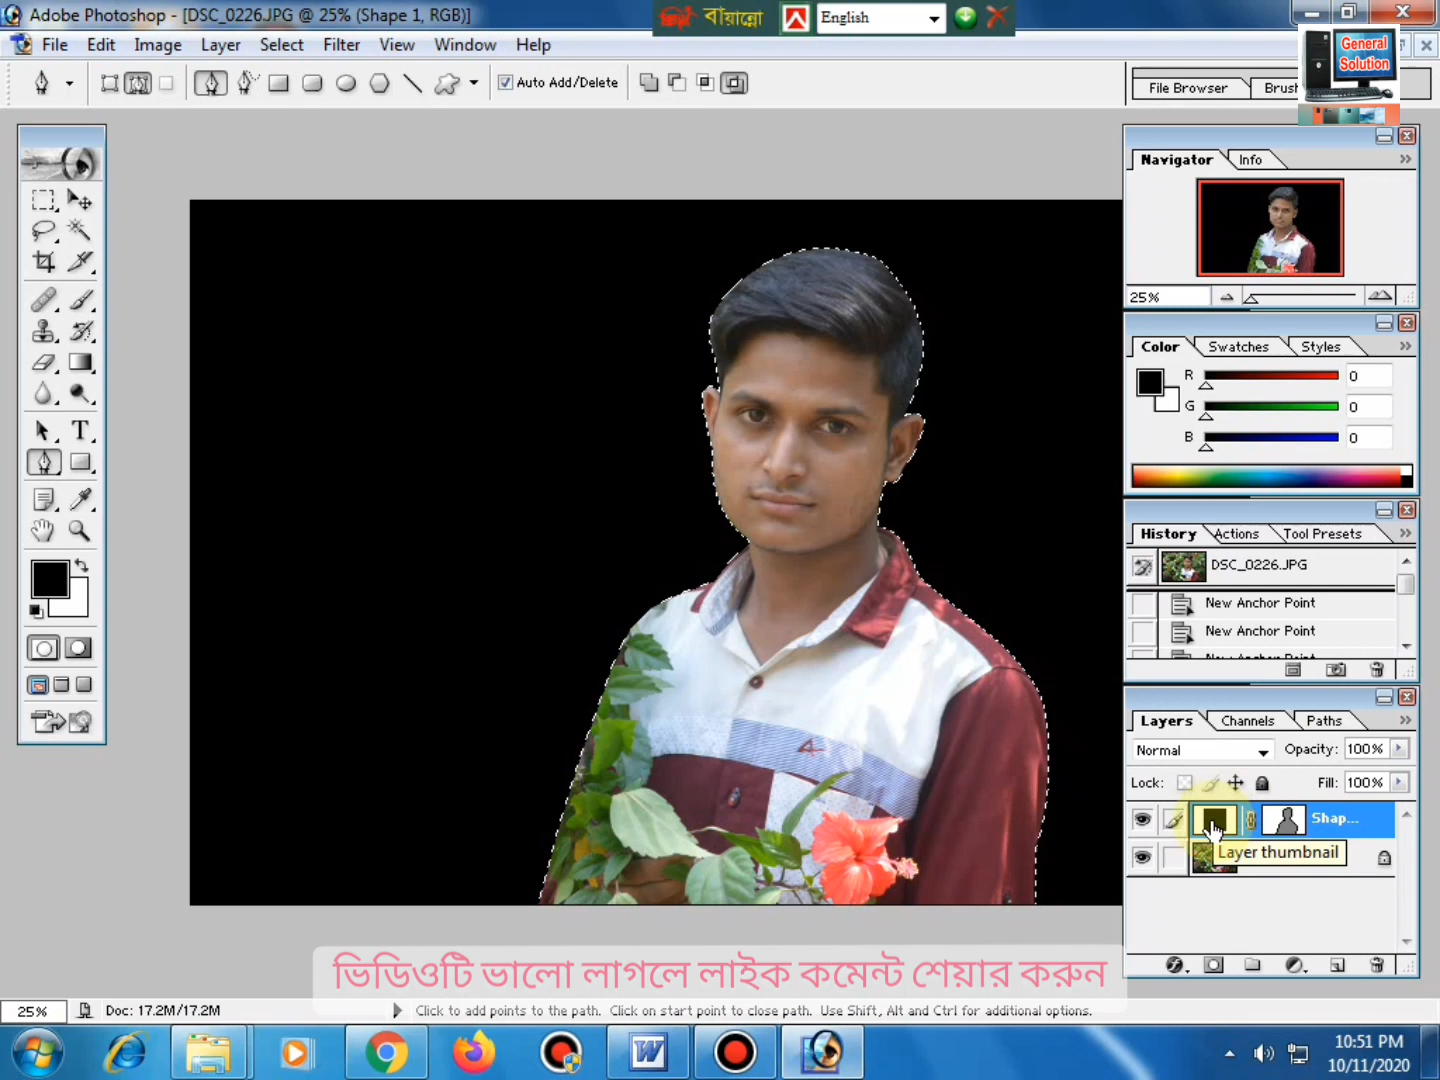 Adobe Photoshop - [DSC_0226.JPG @ 25% (Shape 1, RGB)]
বায়ান্নো
English
File Edit Image Layer Select Filter View Window Help
General
Solution
Auto Add/Delete
File Browser
Navigator Info
25%
Color Swatches Styles
R 0
G 0
B 0
History Actions Tool Presets
DSC_0226.JPG
New Anchor Point
New Anchor Point
Layers Channels Paths
Normal Opacity: 100%
Lock: Fill: 100%
Shap...
Layer thumbnail
ভিডিওটি ভালো লাগলে লাইক কমেন্ট শেয়ার করুন
25% Doc: 17.2M/17.2M Click to add points to the path. Click on start point to close path. Use Shift, Alt and Ctrl for additional options.
10:51 PM
10/11/2020